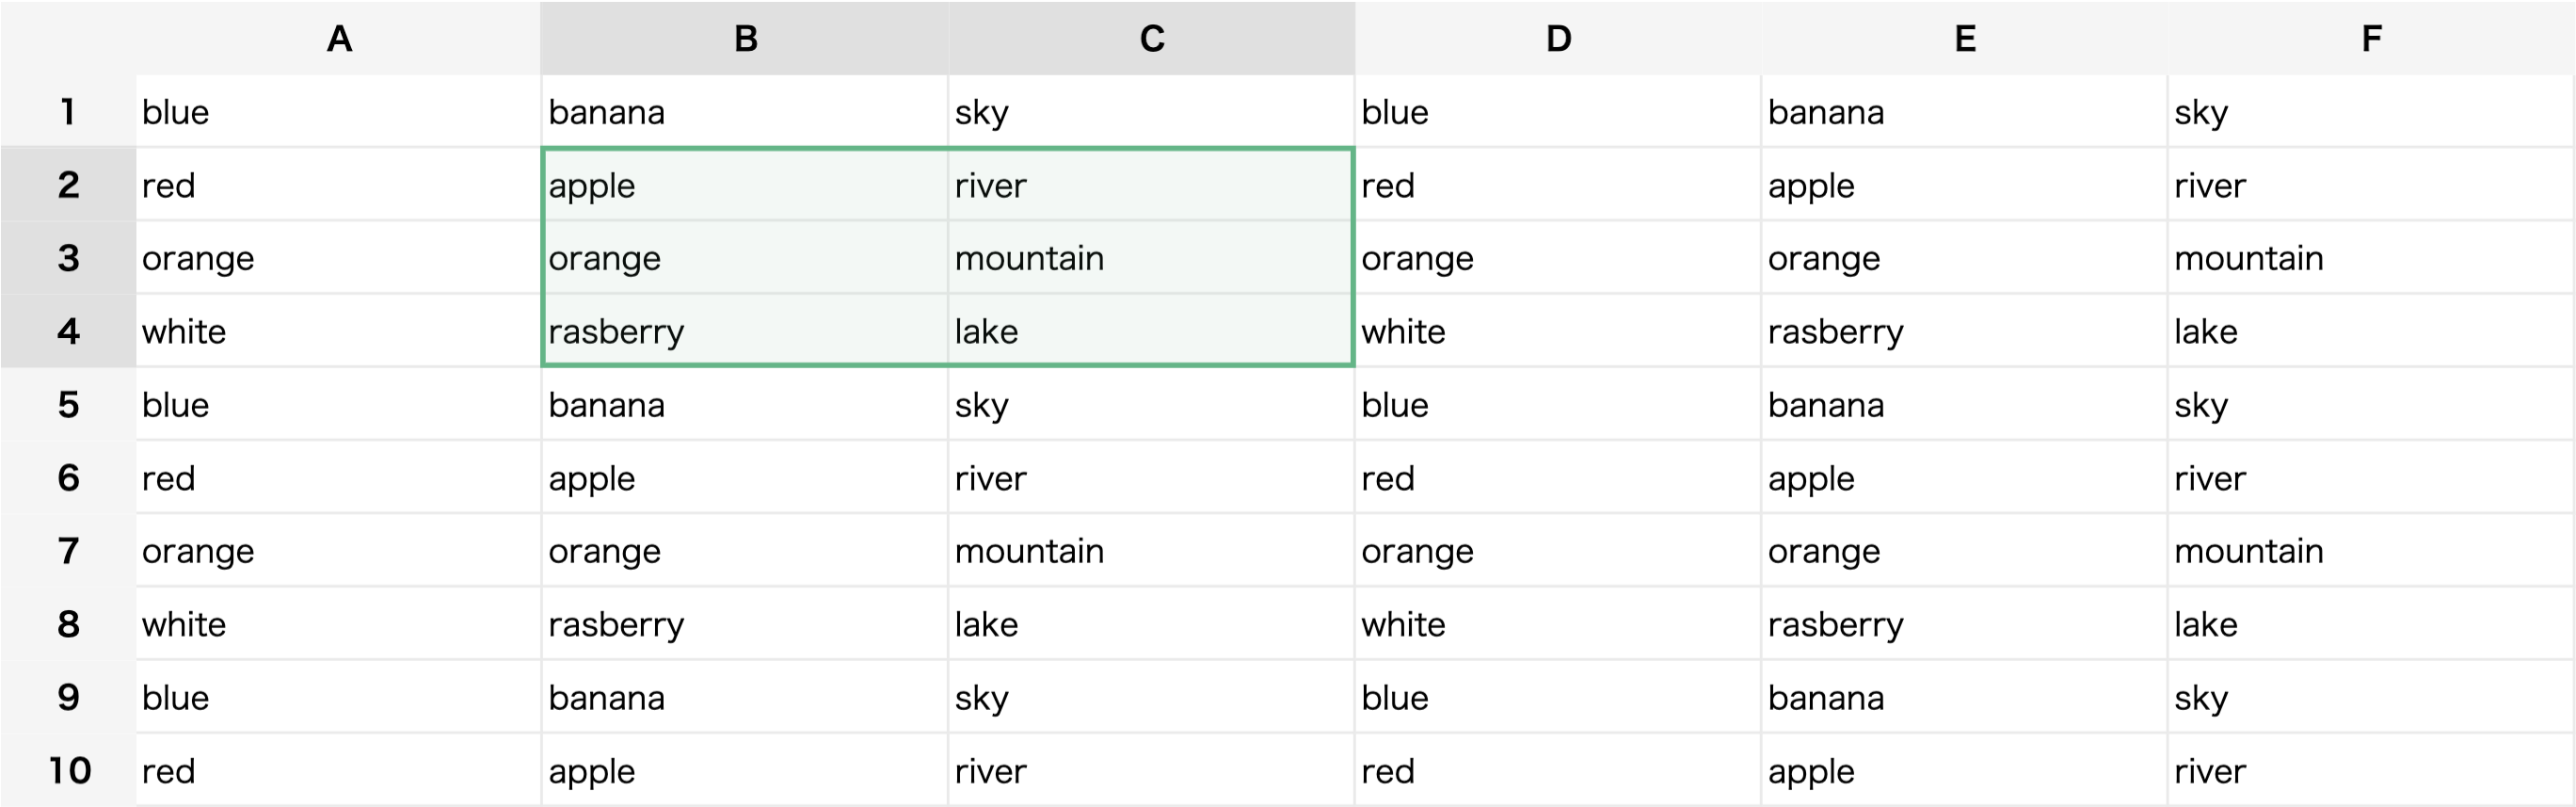 A B C D E F
1 blue banana sky blue banana sky
2 red apple river red apple river
3 orange orange mountain orange orange mountain
4 white rasberry lake white rasberry lake
5 blue banana sky blue banana sky
6 red apple river red apple river
7 orange orange mountain orange orange mountain
8 white rasberry lake white rasberry lake
9 blue banana sky blue banana sky
10 red apple river red apple river